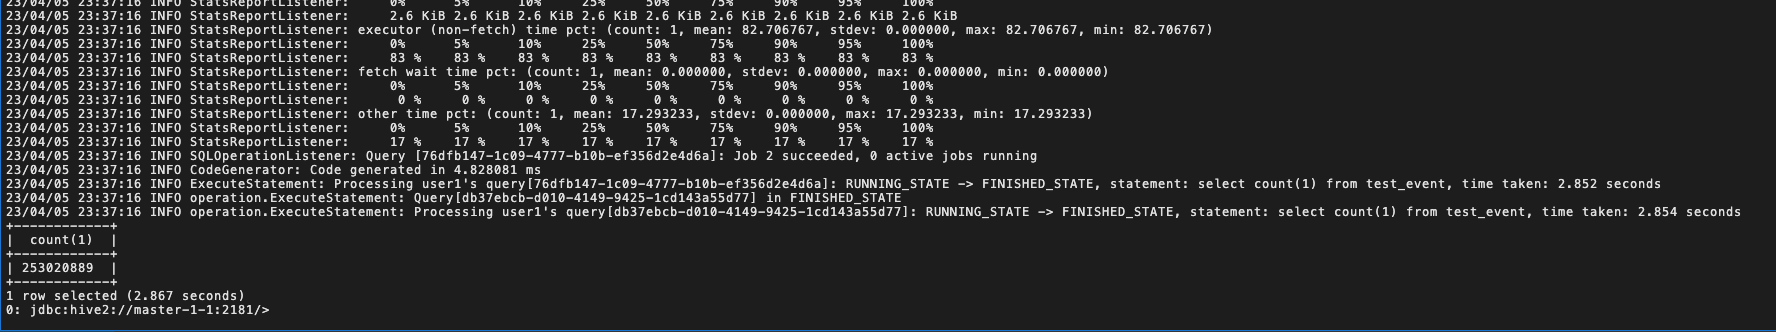 23/04/05 23:37:16 INFO StatsReportListener:     0%      5%      10%     25%     50%     75%     90%     95%     100%
23/04/05 23:37:16 INFO StatsReportListener:     2.6 KiB 2.6 KiB 2.6 KiB 2.6 KiB 2.6 KiB 2.6 KiB 2.6 KiB 2.6 KiB 2.6 KiB
23/04/05 23:37:16 INFO StatsReportListener: executor (non-fetch) time pct: (count: 1, mean: 82.706767, stdev: 0.000000, max: 82.706767, min: 82.706767)
23/04/05 23:37:16 INFO StatsReportListener:     0%      5%      10%     25%     50%     75%     90%     95%     100%
23/04/05 23:37:16 INFO StatsReportListener:     83 %    83 %    83 %    83 %    83 %    83 %    83 %    83 %    83 %
23/04/05 23:37:16 INFO StatsReportListener: fetch wait time pct: (count: 1, mean: 0.000000, stdev: 0.000000, max: 0.000000, min: 0.000000)
23/04/05 23:37:16 INFO StatsReportListener:     0%      5%      10%     25%     50%     75%     90%     95%     100%
23/04/05 23:37:16 INFO StatsReportListener:      0 %     0 %     0 %     0 %     0 %     0 %     0 %     0 %     0 %
23/04/05 23:37:16 INFO StatsReportListener: other time pct: (count: 1, mean: 17.293233, stdev: 0.000000, max: 17.293233, min: 17.293233)
23/04/05 23:37:16 INFO StatsReportListener:     0%      5%      10%     25%     50%     75%     90%     95%     100%
23/04/05 23:37:16 INFO StatsReportListener:     17 %    17 %    17 %    17 %    17 %    17 %    17 %    17 %    17 %
23/04/05 23:37:16 INFO SQLOperationListener: Query [76dfb147-1c09-4777-b10b-ef356d2e4d6a]: Job 2 succeeded, 0 active jobs running
23/04/05 23:37:16 INFO CodeGenerator: Code generated in 4.828081 ms
23/04/05 23:37:16 INFO ExecuteStatement: Processing user1's query[76dfb147-1c09-4777-b10b-ef356d2e4d6a]: RUNNING_STATE -> FINISHED_STATE, statement: select count(1) from test_event, time taken: 2.852 seconds
23/04/05 23:37:16 INFO operation.ExecuteStatement: Query[db37ebcb-d010-4149-9425-1cd143a55d77] in FINISHED_STATE
23/04/05 23:37:16 INFO operation.ExecuteStatement: Processing user1's query[db37ebcb-d010-4149-9425-1cd143a55d77]: RUNNING_STATE -> FINISHED_STATE, statement: select count(1) from test_event, time taken: 2.854 seconds
+------------+
|  count(1)  |
+------------+
| 253020889  |
+------------+
1 row selected (2.867 seconds)
0: jdbc:hive2://master-1-1:2181/>